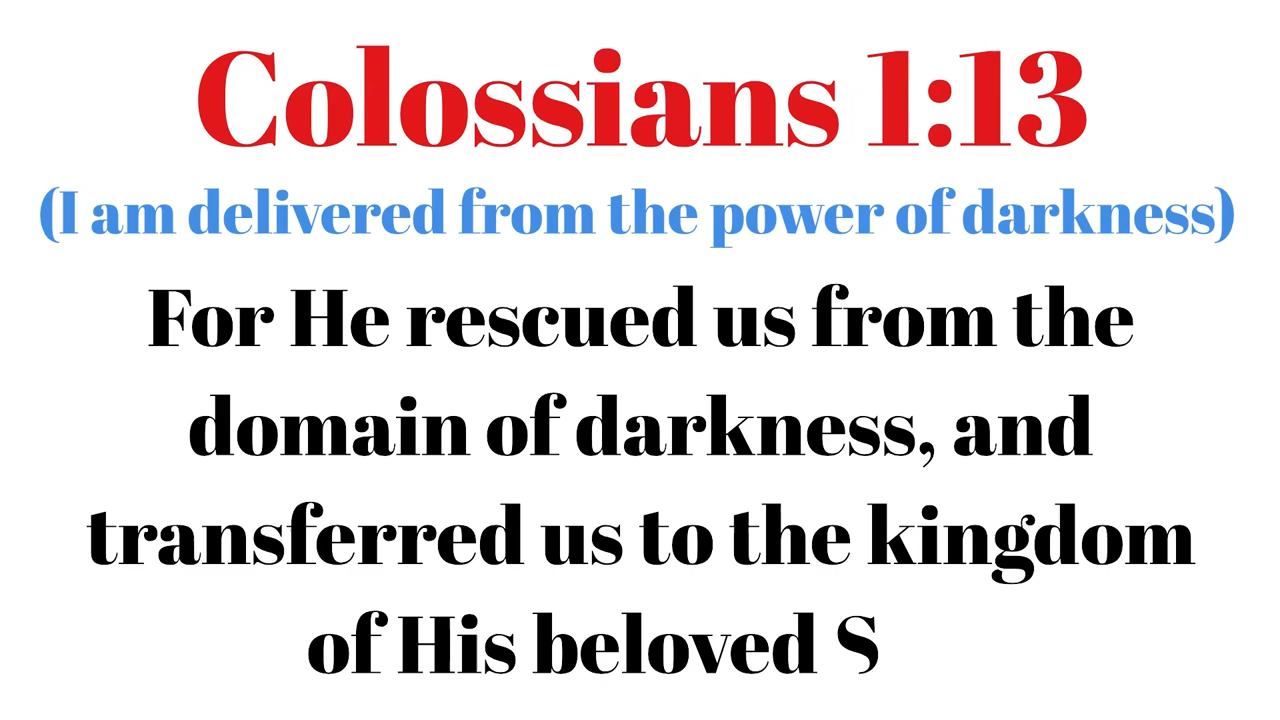 Colossians 1:13
(I am delivered from the power of darkness)
For He rescued us from the
domain of darkness, and
transferred us to the kingdom
of His beloved S